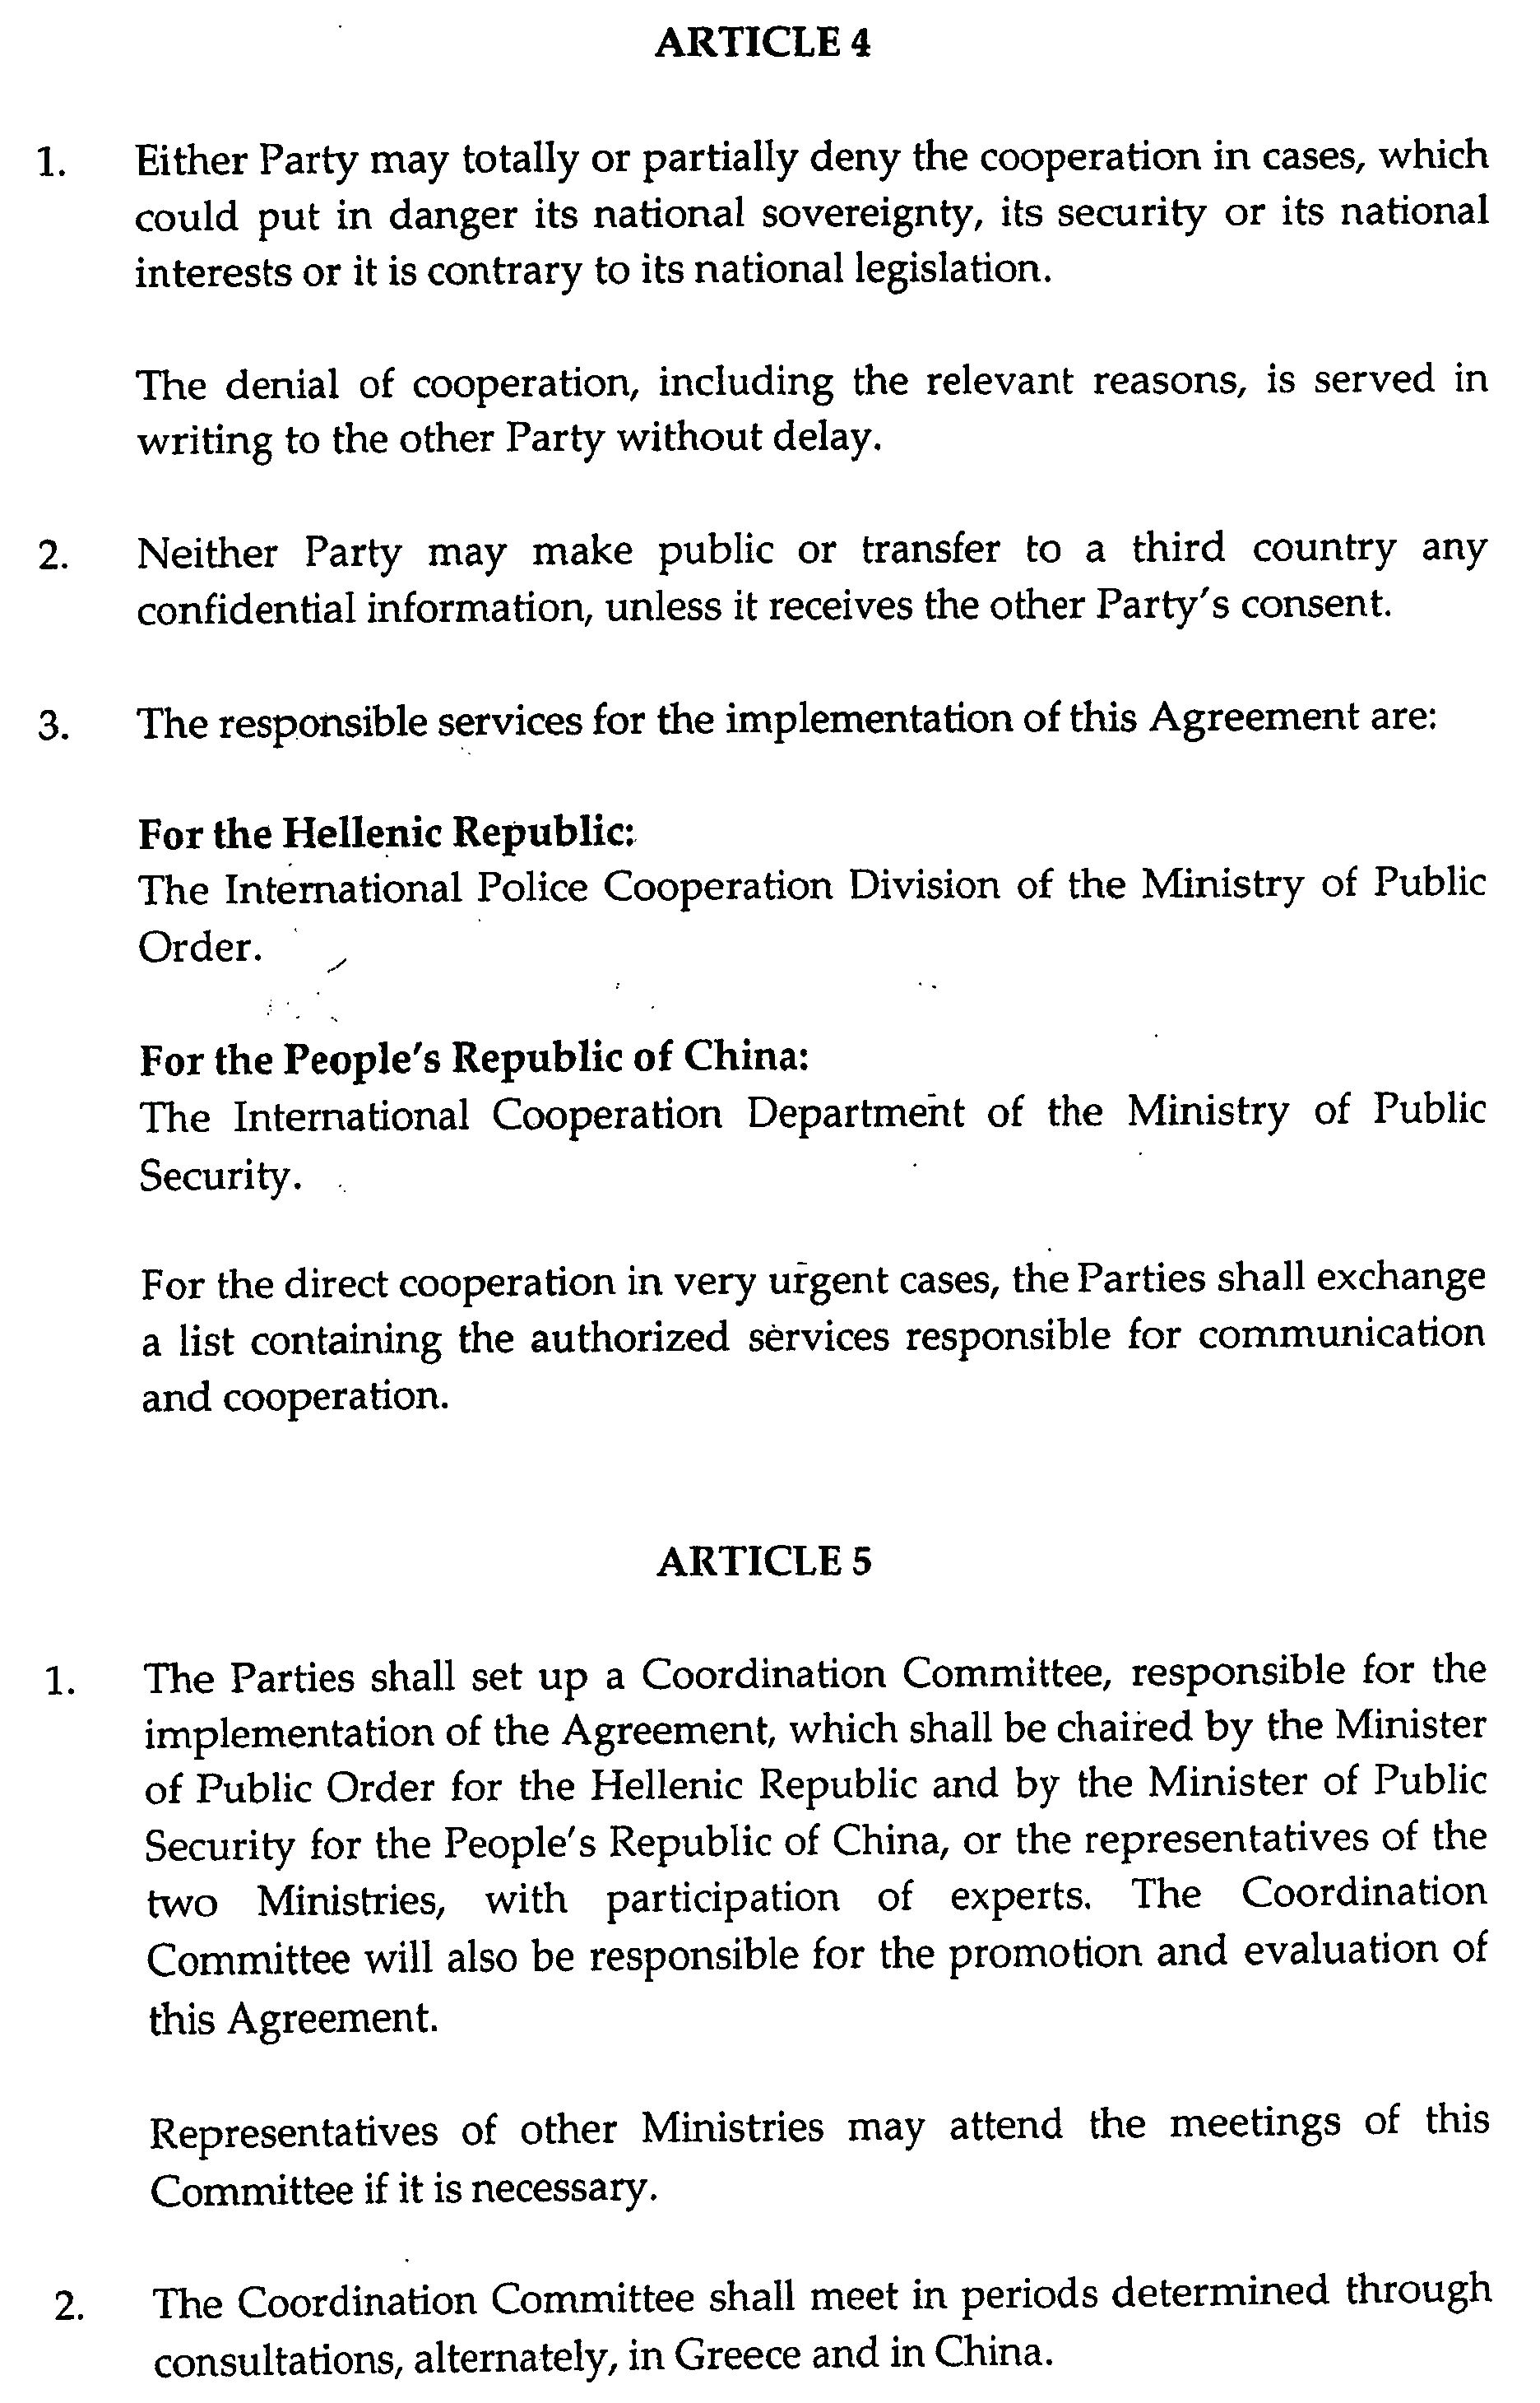 ARTICLE 4
1. Either Party may totally or partially deny the cooperation in cases, which
could put in danger its national sovereignty, its security or its national
interests or it is contrary to its national legislation.
The denial of cooperation, including the relevant reasons, is served in
writing to the other Party without delay.
2. Neither Party may make public or transfer to a third country any
confidential information, unless it receives the other Party's consent.
3. The responsible services for the implementation of this Agreement are:
For the Hellenic Republic:
The International Police Cooperation Division of the Ministry of Public
Order.
For the People's Republic of China:
The International Cooperation Department of the Ministry of Public
Security.
For the direct cooperation in very urgent cases, the Parties shall exchange
a list containing the authorized services responsible for communication
and cooperation.
ARTICLE 5
1. The Parties shall set up a Coordination Committee, responsible for the
implementation of the Agreement, which shall be chaired by the Minister
of Public Order for the Hellenic Republic and by the Minister of Public
Security for the People's Republic of China, or the representatives of the
two Ministries, with participation of experts. The Coordination
Committee will also be responsible for the promotion and evaluation of
this Agreement.
Representatives of other Ministries may attend the meetings of this
Committee if it is necessary.
2. The Coordination Committee shall meet in periods determined through
consultations, alternately, in Greece and in China.